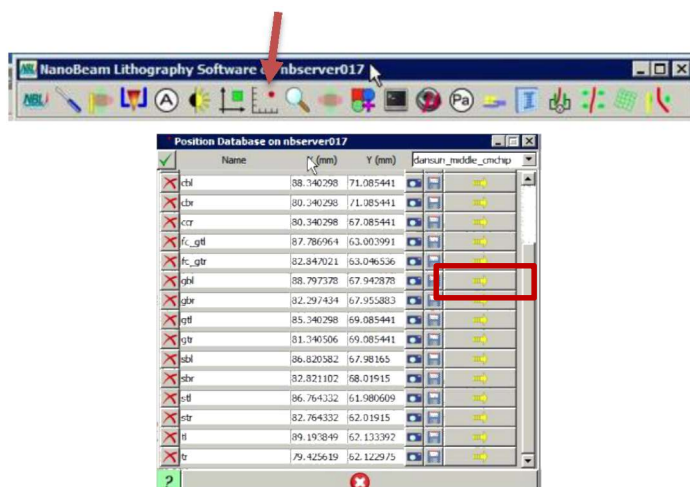 NanoBeam Lithography Software on nbserver017
NBL A Pa
Position Database on nbserver017
Name X (mm) Y (mm) dansun_middle_cmchip
cbl 88.340298 71.085441
cbr 80.340298 71.085441
ccr 80.340298 67.085441
fc_gtl 87.786964 63.003991
fc_gtr 82.847021 63.046536
gbl 88.797378 67.942878
gbr 82.297434 67.955883
gtl 85.340298 69.085441
gtr 81.340506 69.085441
sbl 86.820582 67.98165
sbr 82.821102 68.01915
stl 86.764332 61.980609
str 82.764332 62.01915
tl 89.193849 62.133392
tr 79.425619 62.122975
?